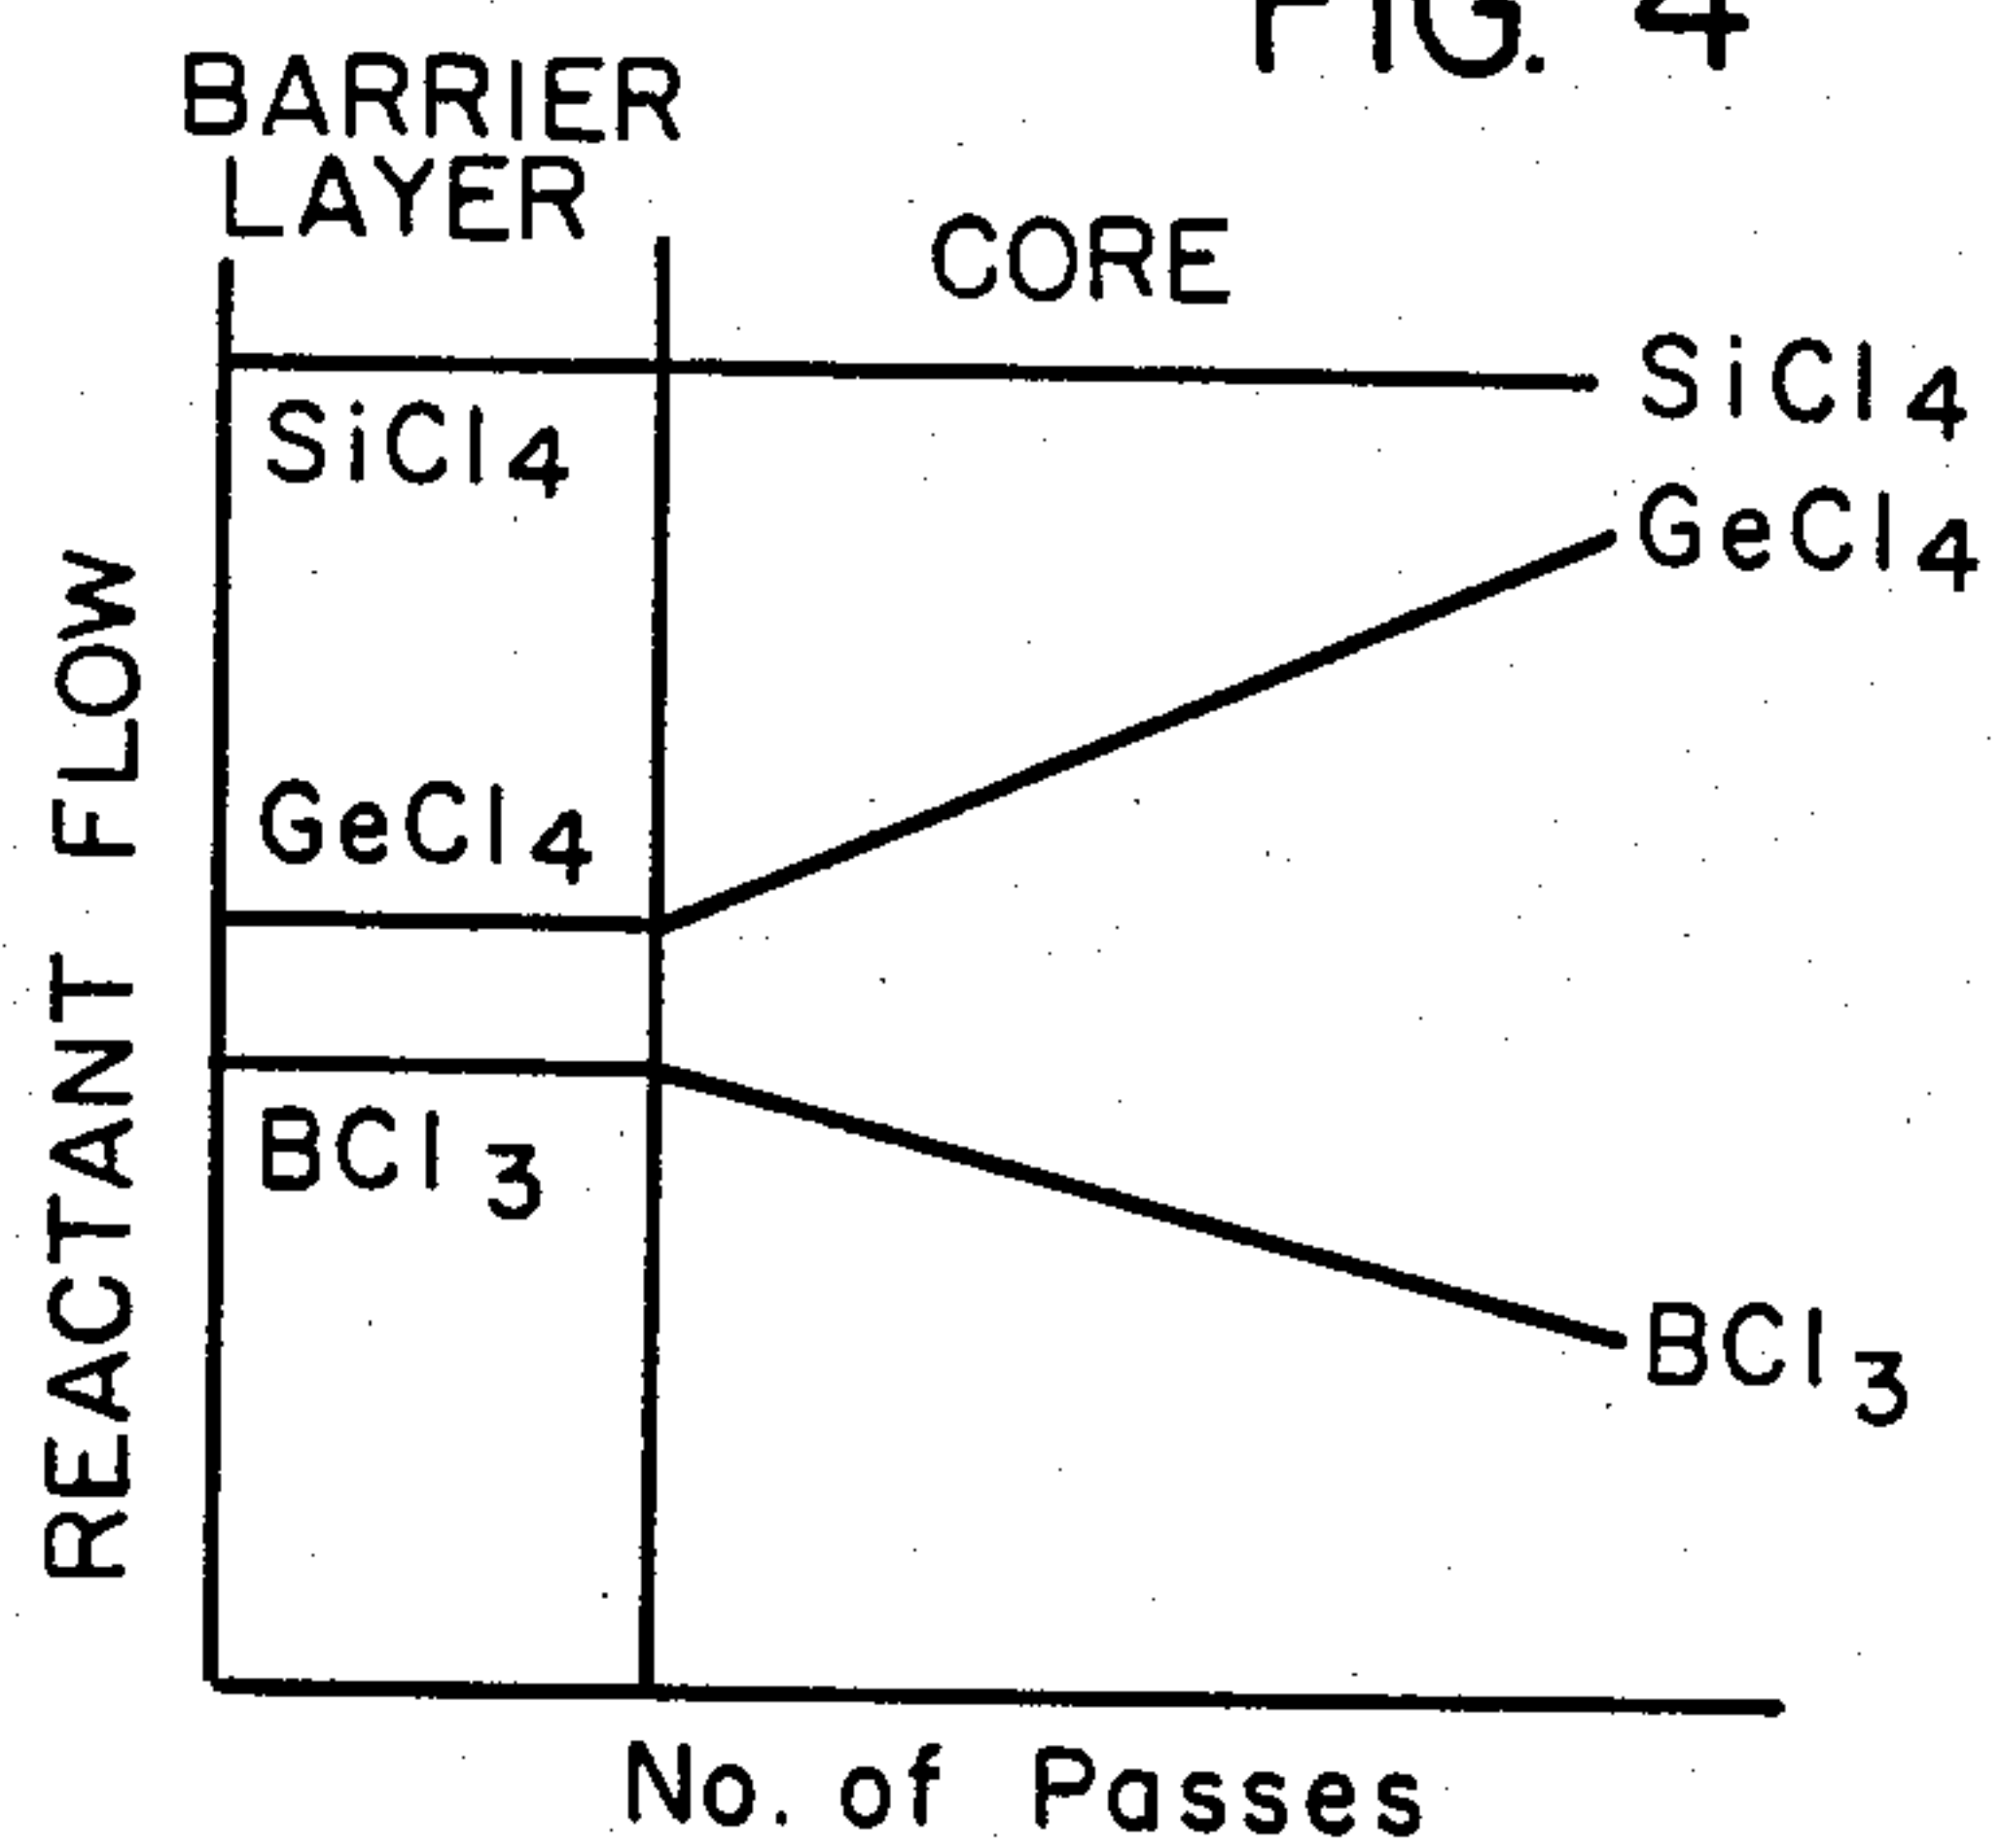 FIG. 4
BARRIER
LAYER
CORE
SiCl4
SiCl4
GeCl4
GeCl4
BCl3
BCl3
REACTANT FLOW
No. of Passes